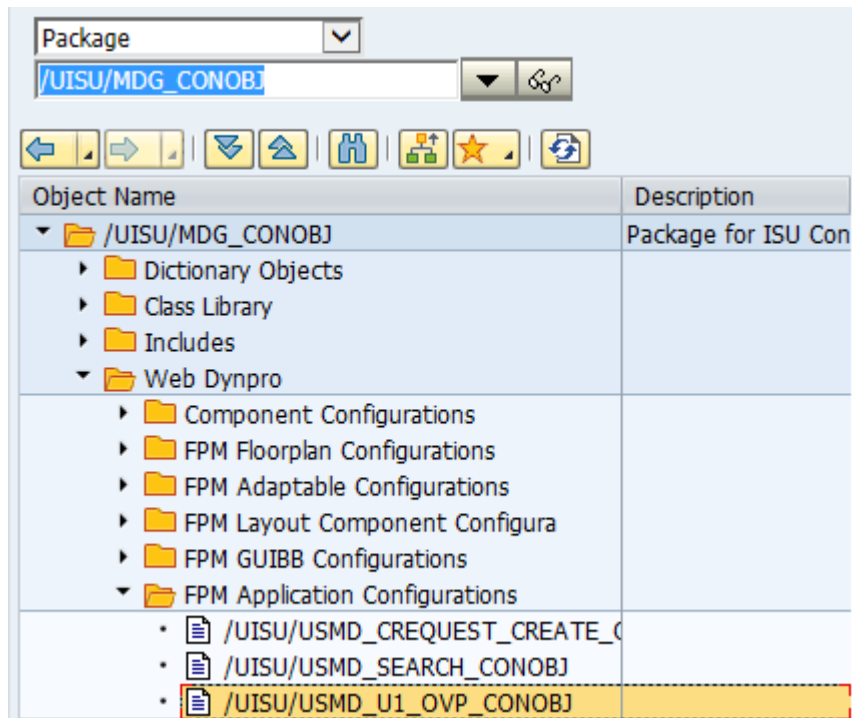 Package
/UISU/MDG_CONOBJ
Object Name Description
/UISU/MDG_CONOBJ Package for ISU Con
Dictionary Objects
Class Library
Includes
Web Dynpro
Component Configurations
FPM Floorplan Configurations
FPM Adaptable Configurations
FPM Layout Component Configura
FPM GUIBB Configurations
FPM Application Configurations
/UISU/USMD_CREQUEST_CREATE_
/UISU/USMD_SEARCH_CONOBJ
/UISU/USMD_U1_OVP_CONOBJ